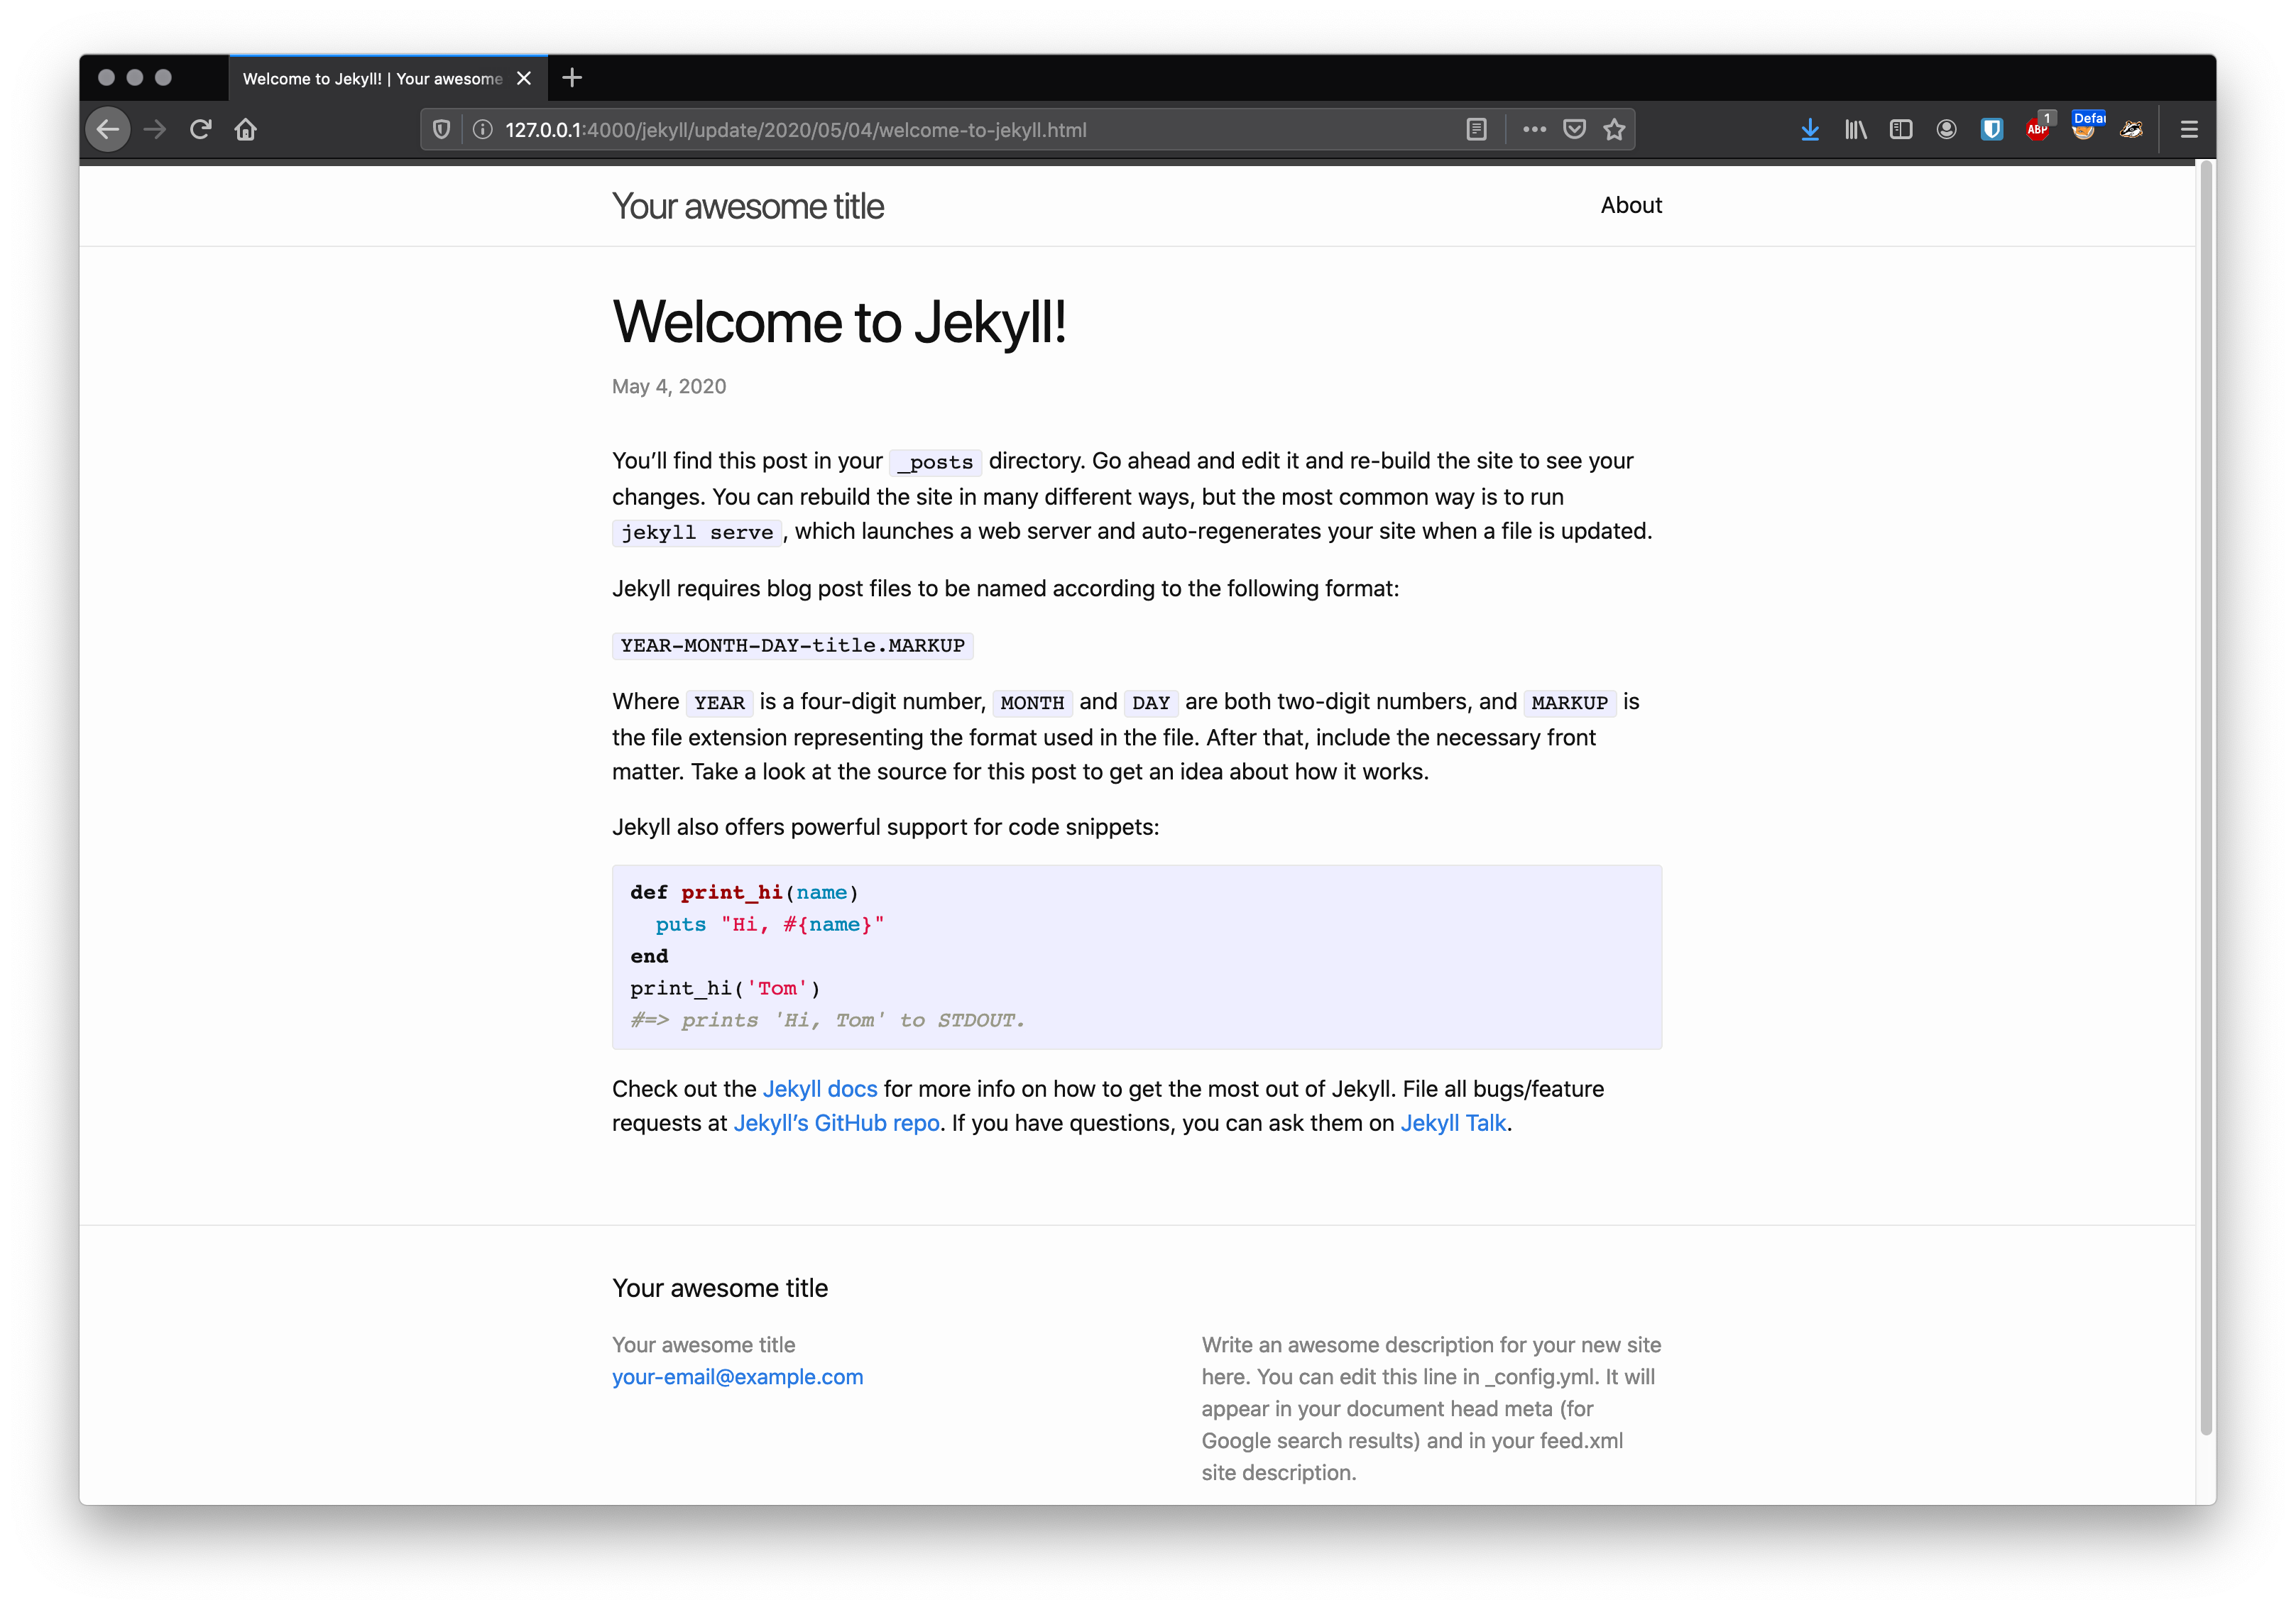 Welcome to Jekyll! | Your awesome
127.0.0.1:4000/jekyll/update/2020/05/04/welcome-to-jekyll.html
ABP
1
Defau
Your awesome title
About
Welcome to Jekyll!
May 4, 2020
You’ll find this post in your _posts directory. Go ahead and edit it and re-build the site to see your
changes. You can rebuild the site in many different ways, but the most common way is to run
jekyll serve, which launches a web server and auto-regenerates your site when a file is updated.
Jekyll requires blog post files to be named according to the following format:
YEAR-MONTH-DAY-title.MARKUP
Where YEAR is a four-digit number, MONTH and DAY are both two-digit numbers, and MARKUP is
the file extension representing the format used in the file. After that, include the necessary front
matter. Take a look at the source for this post to get an idea about how it works.
Jekyll also offers powerful support for code snippets:
def print_hi(name)
  puts "Hi, #{name}"
end
print_hi('Tom')
#=> prints 'Hi, Tom' to STDOUT.
Check out the Jekyll docs for more info on how to get the most out of Jekyll. File all bugs/feature
requests at Jekyll’s GitHub repo. If you have questions, you can ask them on Jekyll Talk.
Your awesome title
Your awesome title
your-email@example.com
Write an awesome description for your new site
here. You can edit this line in _config.yml. It will
appear in your document head meta (for
Google search results) and in your feed.xml
site description.